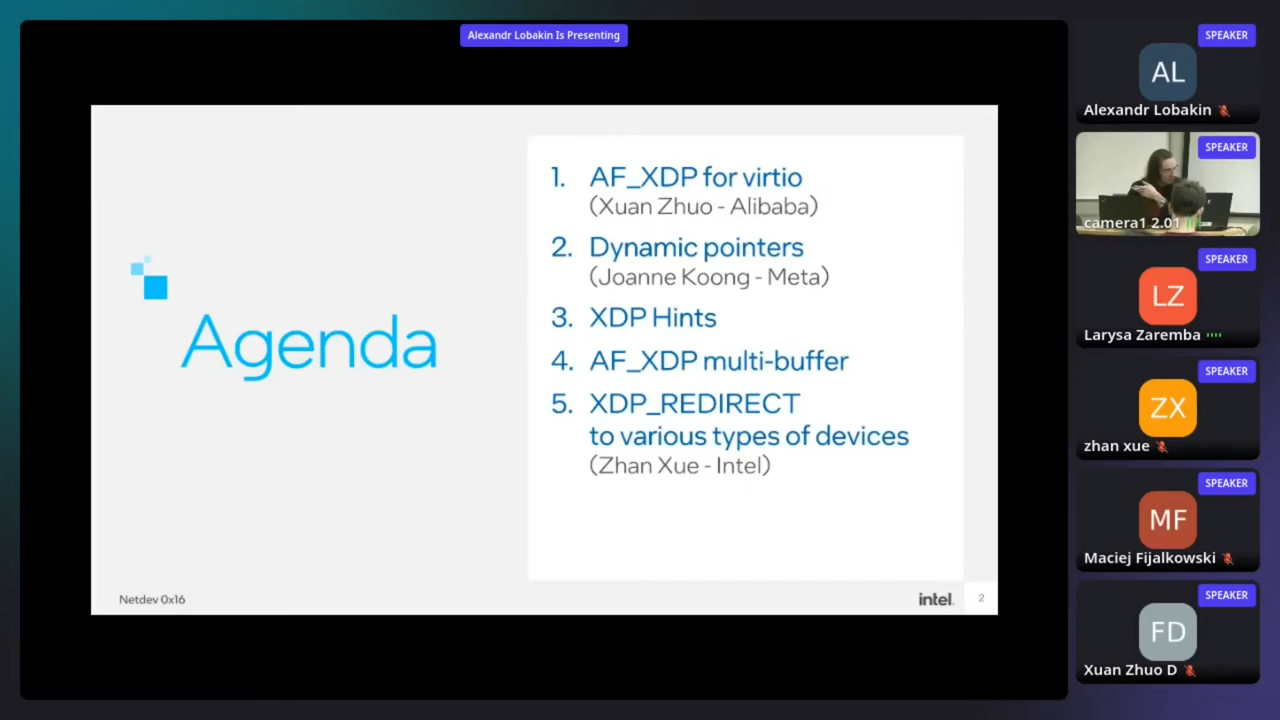 Alexandr Lobakin Is Presenting
Agenda
1. AF_XDP for virtio
(Xuan Zhuo - Alibaba)
2. Dynamic pointers
(Joanne Koong - Meta)
3. XDP Hints
4. AF_XDP multi-buffer
5. XDP_REDIRECT
to various types of devices
(Zhan Xue - Intel)
Netdev 0x16
intel.
2
SPEAKER
AL
Alexandr Lobakin
SPEAKER
camera1 2.01
SPEAKER
LZ
Larysa Zaremba
SPEAKER
ZX
zhan xue
SPEAKER
MF
Maciej Fijalkowski
SPEAKER
FD
Xuan Zhuo D